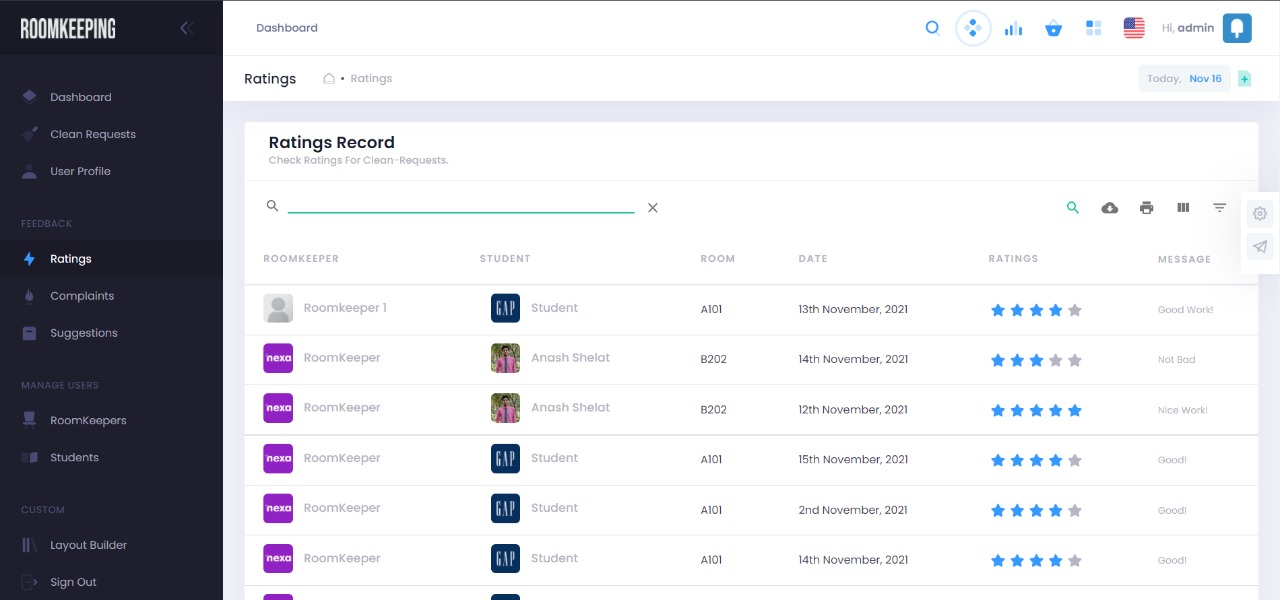 ROOMKEEPING
Dashboard
Hi, admin
Ratings
• Ratings
Today, Nov 16
Dashboard
Clean Requests
User Profile
FEEDBACK
Ratings
Complaints
Suggestions
MANAGE USERS
RoomKeepers
Students
CUSTOM
Layout Builder
Sign Out
Ratings Record
Check Ratings For Clean-Requests.
ROOMKEEPER STUDENT ROOM DATE RATINGS MESSAGE
Roomkeeper 1 GAP Student A101 13th November, 2021 Good Work!
nexa RoomKeeper Anash Shelat B202 14th November, 2021 Not Bad
nexa RoomKeeper Anash Shelat B202 12th November, 2021 Nice Work!
nexa RoomKeeper GAP Student A101 15th November, 2021 Good!
nexa RoomKeeper GAP Student A101 2nd November, 2021 Good!
nexa RoomKeeper GAP Student A101 14th November, 2021 Good!